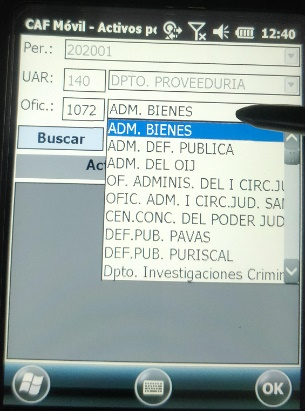 CAF Móvil - Activos po 12:40
Per.: 202001
UAR: 140 DPTO. PROVEEDURIA
Ofic.: 1072 ADM. BIENES
Buscar
ADM. BIENES
ADM. DEF. PUBLICA
Act
ADM. DEL OIJ
OF. ADMINIS. DEL I CIRC.JU
OFIC. ADM. I CIRC.JUD. SAN
CEN.CONC. DEL PODER JUD
DEF.PUB. PAVAS
DEF.PUB. PURISCAL
Dpto. Investigaciones Crimin
OK